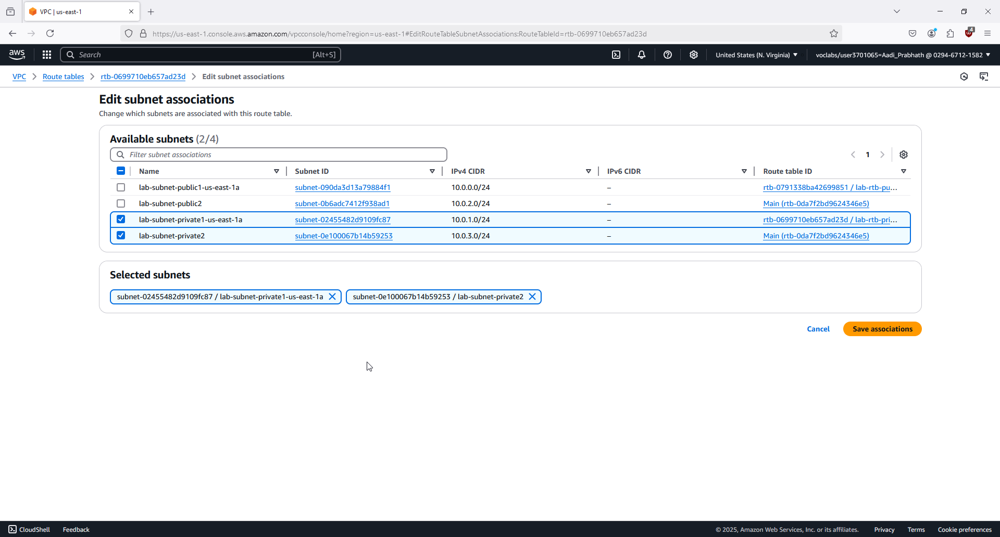 VPC | us-east-1
https://us-east-1.console.aws.amazon.com/vpcconsole/home?region=us-east-1#EditRouteTableSubnetAssociations:RouteTableId=rtb-0699710eb657ad23d
4
aws
Search
[Alt+S]
United States (N. Virginia)
voclabs/user3701065=Aadi_Prabhath @ 0294-6712-1582
VPC
Route tables
rtb-0699710eb657ad23d
Edit subnet associations
Edit subnet associations
Change which subnets are associated with this route table.
Available subnets (2/4)
Filter subnet associations
1
Name Subnet ID IPv4 CIDR IPv6 CIDR Route table ID
lab-subnet-public1-us-east-1a subnet-090da3d13a79884f1 10.0.0.0/24 – rtb-0791338ba42699851 / lab-rtb-pu...
lab-subnet-public2 subnet-0b6adc7412f938ad1 10.0.2.0/24 – Main (rtb-0da7f2bd9624346e5)
lab-subnet-private1-us-east-1a subnet-02455482d9109fc87 10.0.1.0/24 – rtb-0699710eb657ad23d / lab-rtb-pri...
lab-subnet-private2 subnet-0e100067b14b59253 10.0.3.0/24 – Main (rtb-0da7f2bd9624346e5)
Selected subnets
subnet-02455482d9109fc87 / lab-subnet-private1-us-east-1a
subnet-0e100067b14b59253 / lab-subnet-private2
Cancel
Save associations
CloudShell
Feedback
© 2025, Amazon Web Services, Inc. or its affiliates.
Privacy
Terms
Cookie preferences